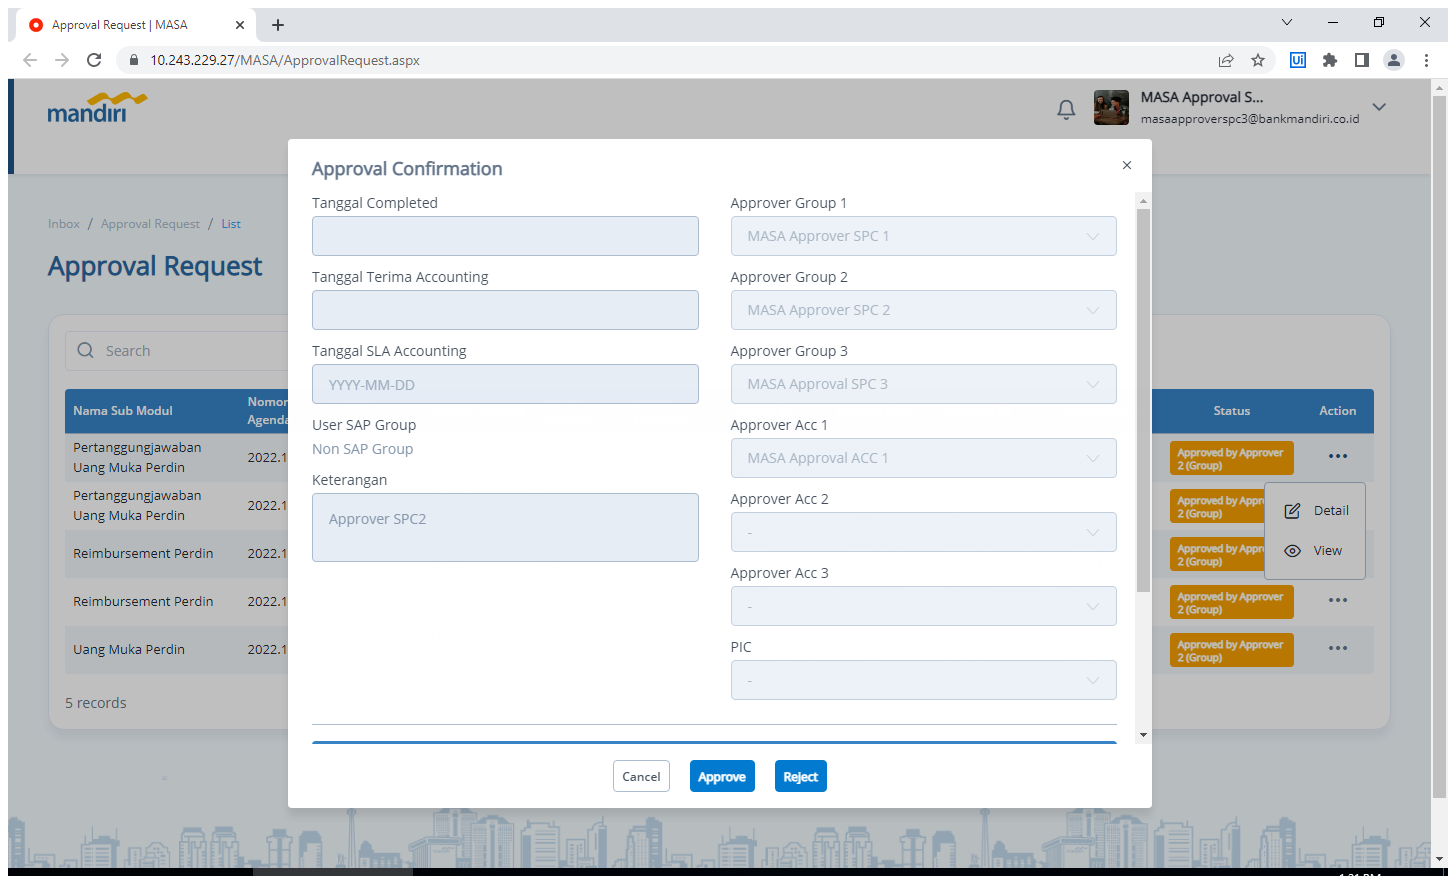 Approval Request | MASA
10.243.229.27/MASA/ApprovalRequest.aspx
mandiri
MASA Approval S...
masaapproverspc3@bankmandiri.co.id
Inbox / Approval Request / List
Approval Request
Search
Nama Sub Modul
Nomor
Agenda
Status
Action
Pertanggungjawaban
Uang Muka Perdin
2022.1
Approved by Approver
2 (Group)
Pertanggungjawaban
Uang Muka Perdin
2022.1
Approved by Appr
2 (Group)
Reimbursement Perdin
2022.1
Approved by Appr
2 (Group)
Reimbursement Perdin
2022.1
Approved by Approver
2 (Group)
Uang Muka Perdin
2022.1
Approved by Approver
2 (Group)
Detail
View
5 records
Approval Confirmation
Tanggal Completed
Tanggal Terima Accounting
Tanggal SLA Accounting
YYYY-MM-DD
User SAP Group
Non SAP Group
Keterangan
Approver SPC2
Approver Group 1
MASA Approver SPC 1
Approver Group 2
MASA Approver SPC 2
Approver Group 3
MASA Approval SPC 3
Approver Acc 1
MASA Approval ACC 1
Approver Acc 2
-
Approver Acc 3
-
PIC
-
Cancel
Approve
Reject